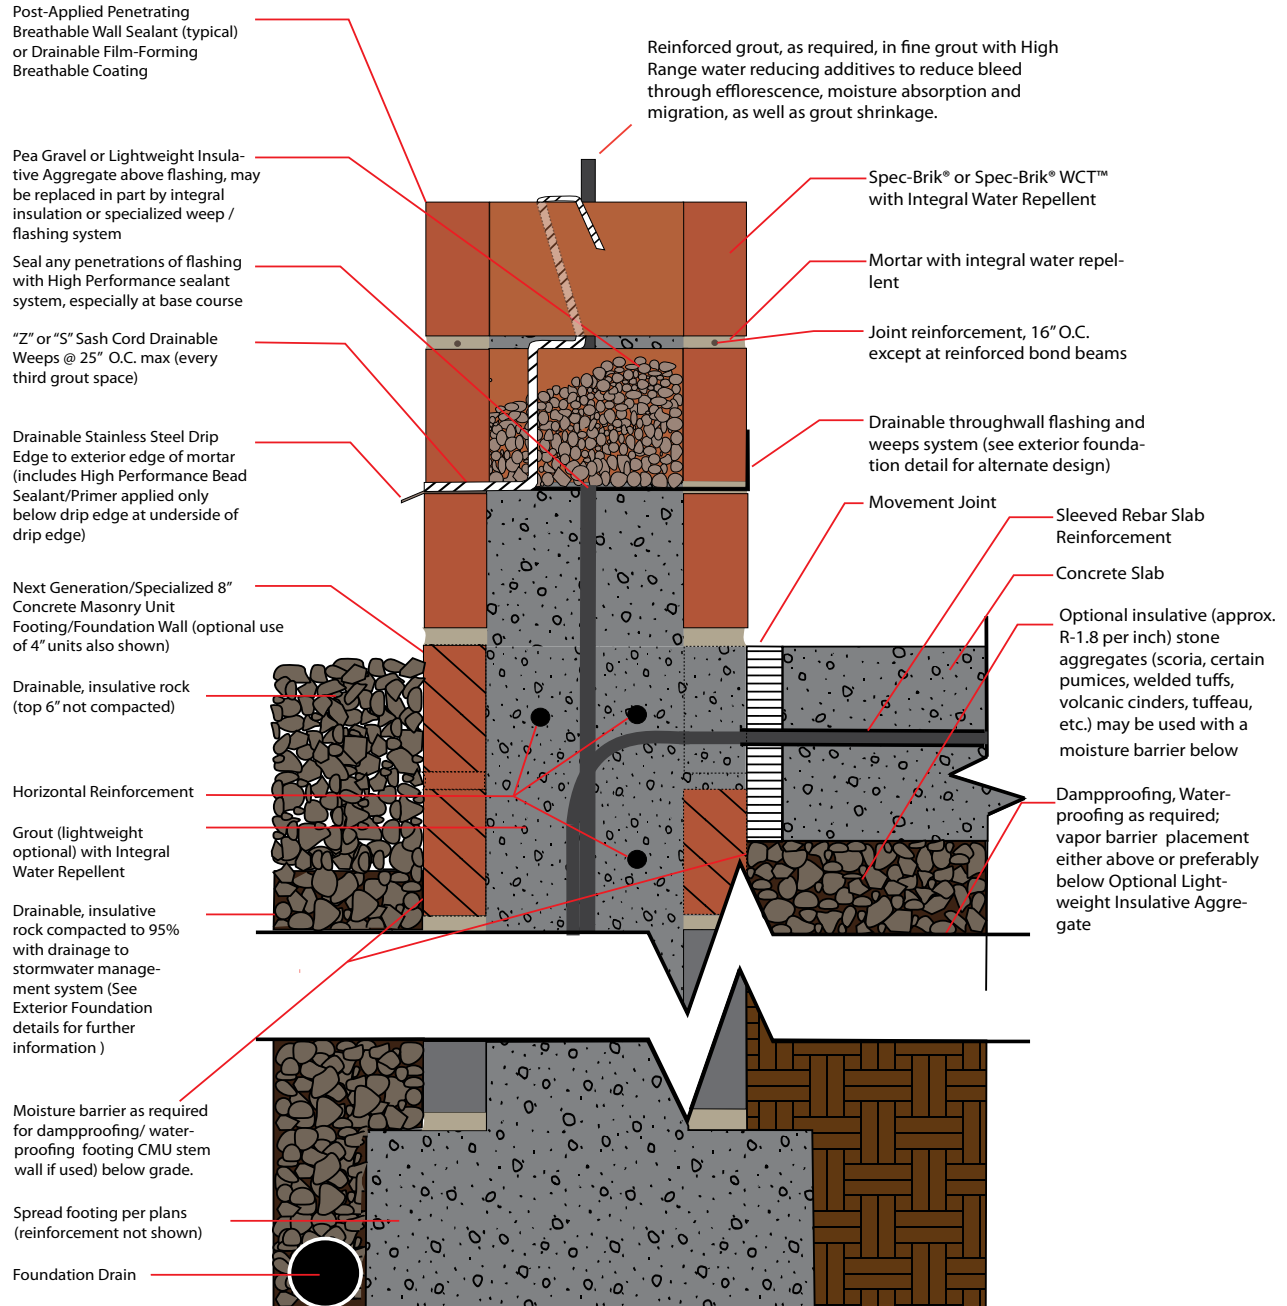 Post-Applied Penetrating
Breathable Wall Sealant (typical)
or Drainable Film-Forming
Breathable Coating
Reinforced grout, as required, in fine grout with High
Range water reducing additives to reduce bleed
through efflorescence, moisture absorption and
migration, as well as grout shrinkage.
Pea Gravel or Lightweight Insula-
tive Aggregate above flashing, may
be replaced in part by integral
insulation or specialized weep /
flashing system
Seal any penetrations of flashing
with High Performance sealant
system, especially at base course
“Z” or “S” Sash Cord Drainable
Weeps @ 25” O.C. max (every
third grout space)
Drainable Stainless Steel Drip
Edge to exterior edge of mortar
(includes High Performance Bead
Sealant/Primer applied only
below drip edge at underside of
drip edge)
Next Generation/Specialized 8”
Concrete Masonry Unit
Footing/Foundation Wall (optional use
of 4” units also shown)
Drainable, insulative rock
(top 6” not compacted)
Horizontal Reinforcement
Grout (lightweight
optional) with Integral
Water Repellent
Drainable, insulative
rock compacted to 95%
with drainage to
stormwater manage-
ment system (See
Exterior Foundation
details for further
information )
Moisture barrier as required
for dampproofing/ water-
proofing footing CMU stem
wall if used) below grade.
Spread footing per plans
(reinforcement not shown)
Foundation Drain
Spec-Brik® or Spec-Brik® WCT™
with Integral Water Repellent
Mortar with integral water repel-
lent
Joint reinforcement, 16” O.C.
except at reinforced bond beams
Drainable throughwall flashing and
weeps system (see exterior founda-
tion detail for alternate design)
Movement Joint
Sleeved Rebar Slab
Reinforcement
Concrete Slab
Optional insulative (approx.
R-1.8 per inch) stone
aggregates (scoria, certain
pumices, welded tuffs,
volcanic cinders, tuffeau,
etc.) may be used with a
moisture barrier below
Dampproofing, Water-
proofing as required;
vapor barrier placement
either above or preferably
below Optional Light-
weight Insulative Aggre-
gate